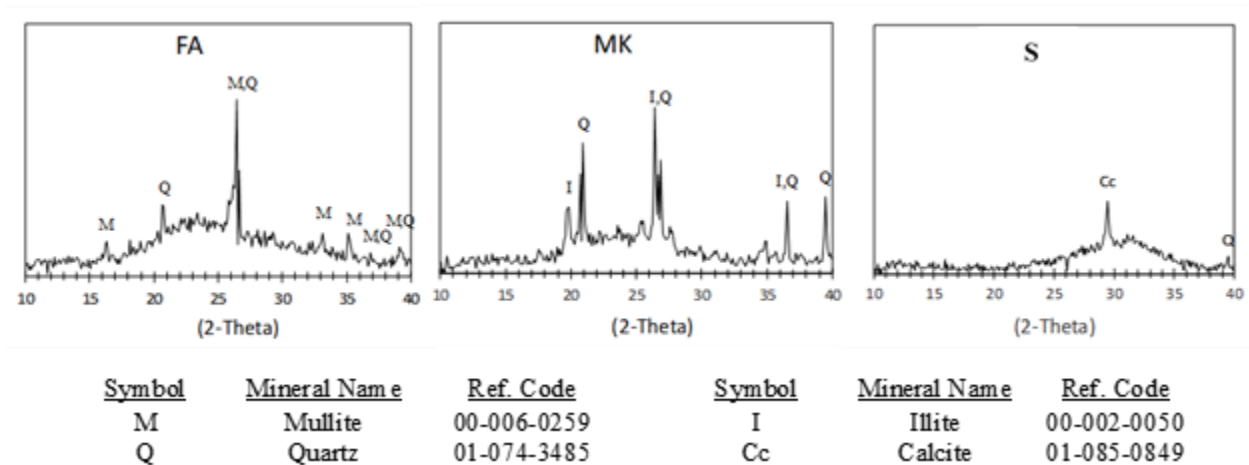 FA
M
Q
M,Q
M
M
M,Q
M,Q
10 15 20 25 30 35 40
(2-Theta)
MK
I
Q
I,Q
I,Q
Q
10 15 20 25 30 35 40
(2-Theta)
S
Cc
Q
10 15 20 25 30 35 40
(2-Theta)
Symbol Mineral Name Ref. Code Symbol Mineral Name Ref. Code
M Mullite 00-006-0259 I Illite 00-002-0050
Q Quartz 01-074-3485 Cc Calcite 01-085-0849